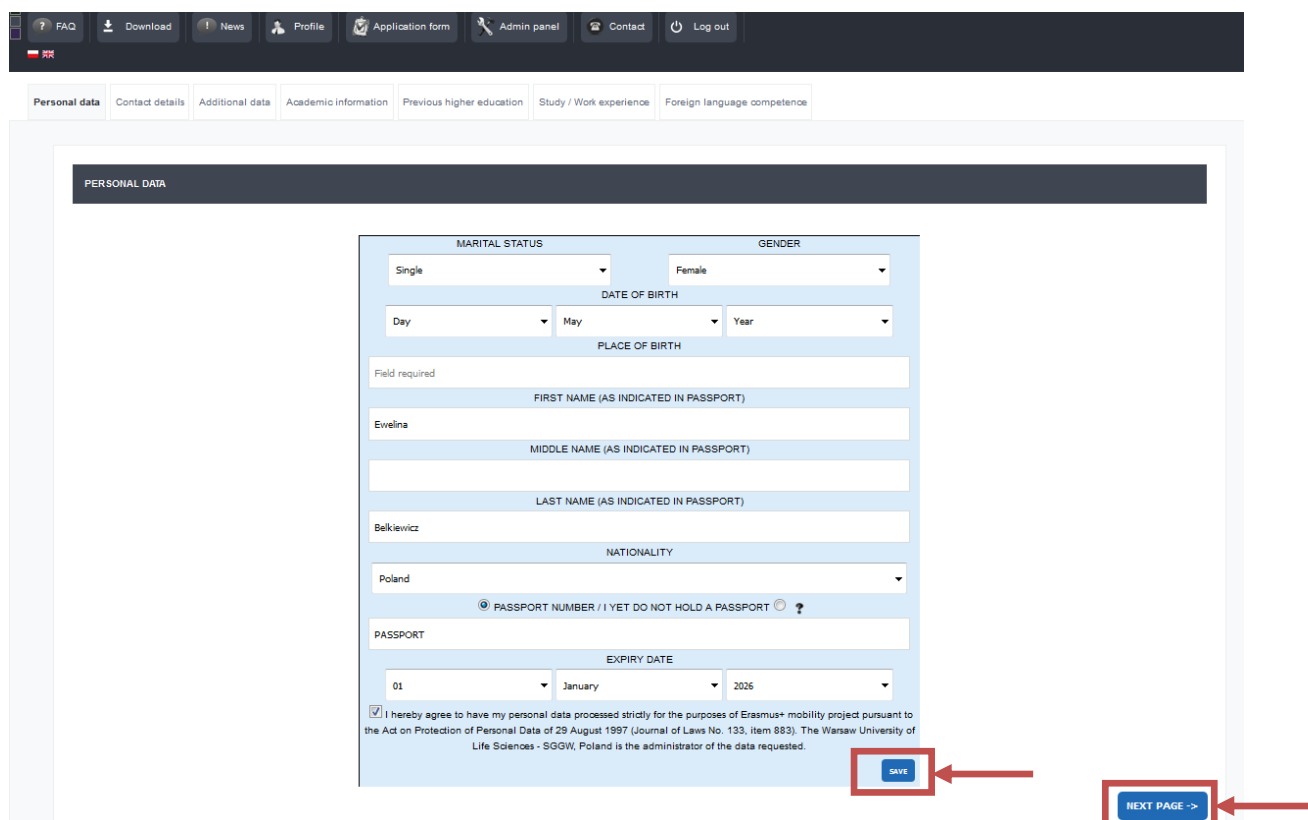 ? FAQ Download ! News Profile Application form Admin panel Contact Log out
Personal data Contact details Additional data Academic information Previous higher education Study / Work experience Foreign language competence
PERSONAL DATA
MARITAL STATUS GENDER
Single Female
DATE OF BIRTH
Day May Year
PLACE OF BIRTH
Field required
FIRST NAME (AS INDICATED IN PASSPORT)
Ewelina
MIDDLE NAME (AS INDICATED IN PASSPORT)
LAST NAME (AS INDICATED IN PASSPORT)
Belkiewicz
NATIONALITY
Poland
PASSPORT NUMBER / I YET DO NOT HOLD A PASSPORT ?
PASSPORT
EXPIRY DATE
01 January 2026
I hereby agree to have my personal data processed strictly for the purposes of Erasmus+ mobility project pursuant to
the Act on Protection of Personal Data of 29 August 1997 (Journal of Laws No. 133, item 883). The Warsaw University of
Life Sciences - SGGW, Poland is the administrator of the data requested.
SAVE
NEXT PAGE ->